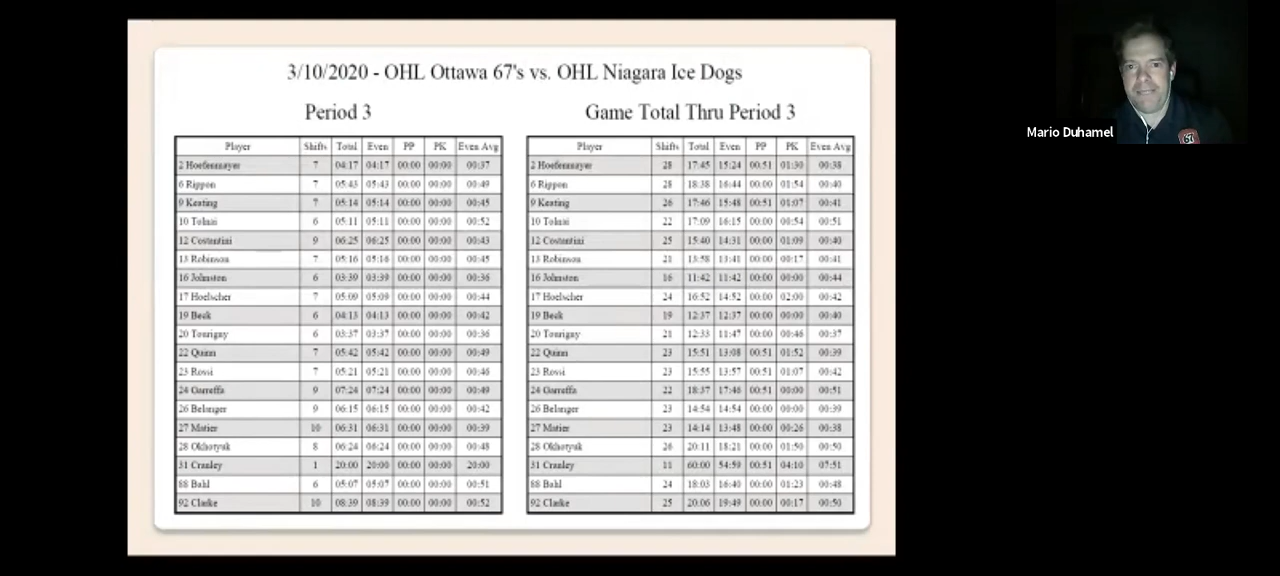 3/10/2020 - OHL Ottawa 67's vs. OHL Niagara Ice Dogs
Mario Duhamel
67
Period 3
Game Total Thru Period 3
Player Shifts Total Even PP PK Even Avg
2 Hoefenmayer 7 04:17 04:17 00:00 00:00 00:37
6 Rippon 7 05:43 05:43 00:00 00:00 00:49
9 Keating 7 05:14 05:14 00:00 00:00 00:45
10 Tolnai 6 05:11 05:11 00:00 00:00 00:52
12 Costantini 9 06:25 06:25 00:00 00:00 00:43
13 Robinson 7 05:16 05:16 00:00 00:00 00:45
16 Johnston 6 03:39 03:39 00:00 00:00 00:36
17 Hoelscher 7 05:09 05:09 00:00 00:00 00:44
19 Beck 6 04:13 04:13 00:00 00:00 00:42
20 Tourigny 6 03:37 03:37 00:00 00:00 00:36
22 Quinn 7 05:42 05:42 00:00 00:00 00:49
23 Rossi 7 05:21 05:21 00:00 00:00 00:46
24 Garreffa 9 07:24 07:24 00:00 00:00 00:49
26 Belanger 9 06:15 06:15 00:00 00:00 00:42
27 Matier 10 06:31 06:31 00:00 00:00 00:39
28 Okhotyuk 8 06:24 06:24 00:00 00:00 00:48
31 Cranley 1 20:00 20:00 00:00 00:00 20:00
88 Bahl 6 05:07 05:07 00:00 00:00 00:51
92 Clarke 10 08:39 08:39 00:00 00:00 00:52
Player Shifts Total Even PP PK Even Avg
2 Hoefenmayer 28 17:45 15:24 00:51 01:30 00:38
6 Rippon 28 18:38 16:44 00:00 01:54 00:40
9 Keating 26 17:46 15:48 00:51 01:07 00:41
10 Tolnai 22 17:09 16:15 00:00 00:54 00:51
12 Costantini 25 15:40 14:31 00:00 01:09 00:40
13 Robinson 21 13:58 13:41 00:00 00:17 00:41
16 Johnston 16 11:42 11:42 00:00 00:00 00:44
17 Hoelscher 24 16:52 14:52 00:00 02:00 00:42
19 Beck 19 12:37 12:37 00:00 00:00 00:40
20 Tourigny 21 12:33 11:47 00:00 00:46 00:37
22 Quinn 23 15:51 13:08 00:51 01:52 00:39
23 Rossi 23 15:55 13:57 00:51 01:07 00:42
24 Garreffa 22 18:37 17:46 00:51 00:00 00:51
26 Belanger 23 14:54 14:54 00:00 00:00 00:39
27 Matier 23 14:14 13:48 00:00 00:26 00:38
28 Okhotyuk 26 20:11 18:21 00:00 01:50 00:50
31 Cranley 11 60:00 54:59 00:51 04:10 07:51
88 Bahl 24 18:03 16:40 00:00 01:23 00:48
92 Clarke 25 20:06 19:49 00:00 00:17 00:50